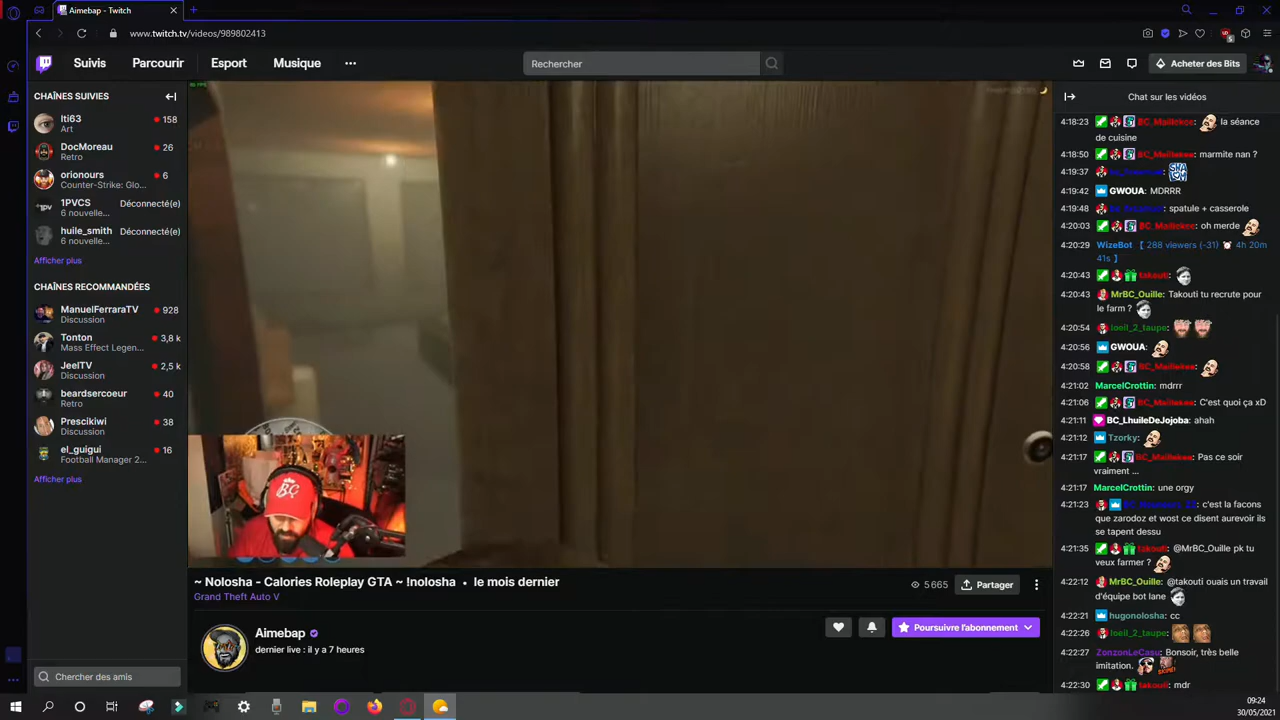 Aimebap - Twitch
www.twitch.tv/videos/989802413
Suivis
Parcourir
Esport
Musique
Rechercher
Acheter des Bits
CHAÎNES SUIVIES
Iti63
158
Art
DocMoreau
26
Retro
orionours
6
Counter-Strike: Glo...
1PVCS
Déconnecté(e)
6 nouvelle...
huile_smith
Déconnecté(e)
6 nouvelle...
Afficher plus
CHAÎNES RECOMMANDÉES
ManuelFerraraTV
928
Discussion
Tonton
3,8 k
Mass Effect Legen...
JeelTV
2,5 k
Discussion
beardsercoeur
40
Retro
Prescikiwi
38
Discussion
el_guigui
16
Football Manager 2...
Afficher plus
Chercher des amis
BC
~ Nolosha - Calories Roleplay GTA ~ !nolosha • le mois dernier
Grand Theft Auto V
5 665
Partager
Aimebap
dernier live : il y a 7 heures
Poursuivre l'abonnement
Chat sur les vidéos
4:18:23 BC_Maillekee: la séance
de cuisine
4:18:50 BC_Maillekee: marmite nan ?
4:19:37
4:19:42 GWOUA: MDRRR
4:19:48 : spatule + casserole
4:20:03 BC_Maillekee: oh merde
4:20:29 WizeBot 【 288 viewers (-31) 4h 20m
41s 】
4:20:43 takouti:
4:20:43 MrBC_Ouille: Takouti tu recrute pour
le farm ?
4:20:54 loeil_2_taupe:
4:20:56 GWOUA:
4:20:58 BC_Maillekee:
4:21:02 MarcelCrottin: mdrrr
4:21:06 BC_Maillekee: C'est quoi ça xD
4:21:11 BC_LhuileDeJojoba: ahah
4:21:12 Tzorky:
4:21:17 BC_Maillekee: Pas ce soir
vraiment ...
4:21:17 MarcelCrottin: une orgy
4:21:23 : c'est la facons
que zarodoz et wost ce disent aurevoir ils
se tapent dessu
4:21:35 takouti: @MrBC_Ouille pk tu
veux farmer ?
4:22:12 MrBC_Ouille: @takouti ouais un travail
d'équipe bot lane
4:22:21 hugonolosha: cc
4:22:26 loeil_2_taupe:
4:22:27 ZonzonLeCasu: Bonsoir, très belle
imitation.
4:22:30 takouti: mdr
09:24
30/05/2021